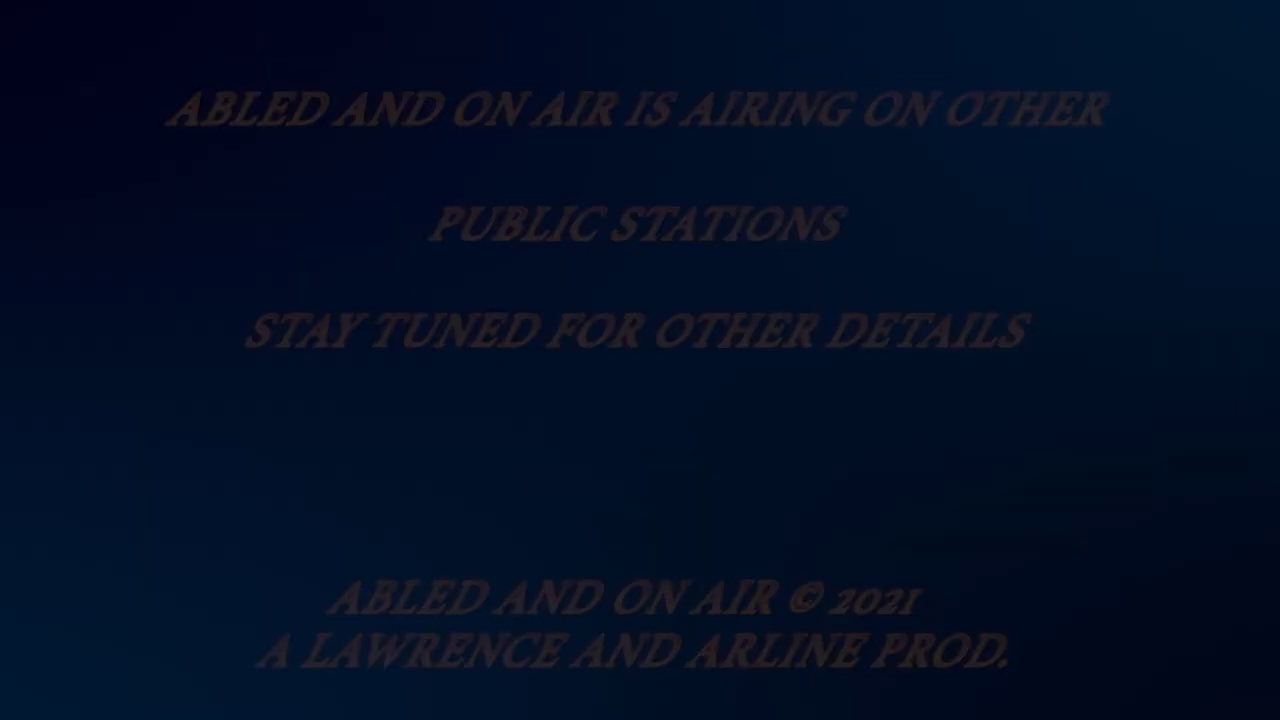 ABLED AND ON AIR IS AIRING ON OTHER
PUBLIC STATIONS
STAY TUNED FOR OTHER DETAILS
ABLED AND ON AIR © 2021
A LAWRENCE AND ARLINE PROD.